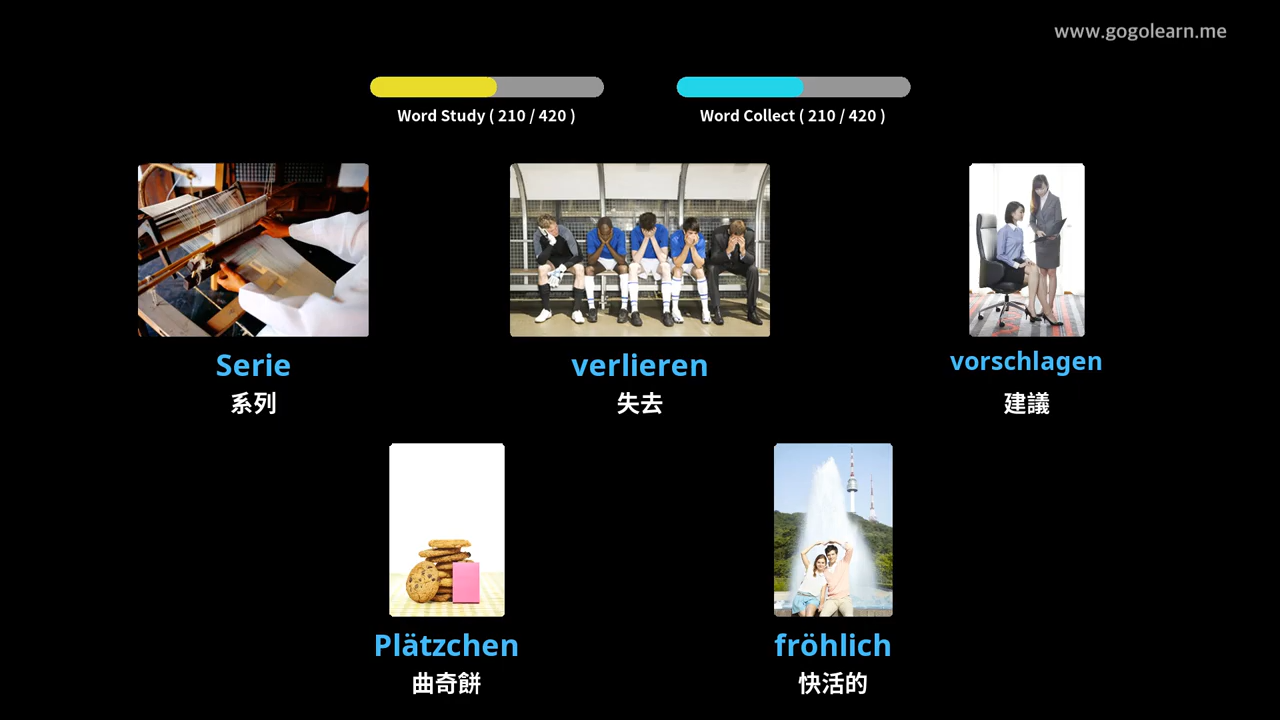 www.gogolearn.me
Word Study ( 210 / 420 )
Word Collect ( 210 / 420 )
Serie
系列
verlieren
失去
vorschlagen
建議
Plätzchen
曲奇餅
fröhlich
快活的